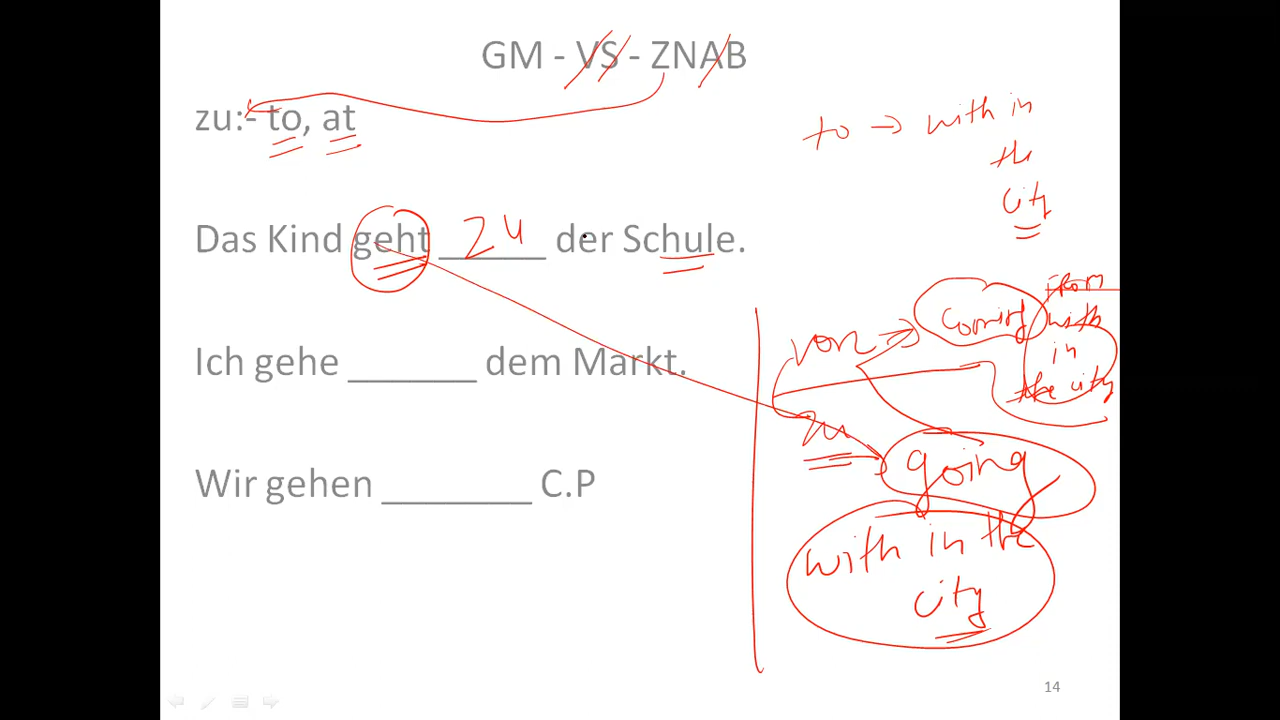 GM - VS - ZNAB
zu:- to, at
to → with in
the
city
Das Kind geht zu der Schule.
Ich gehe _______ dem Markt.
Wir gehen ________ C.P
von → coming from
with
in
the city
zu
going
with in the
city
14